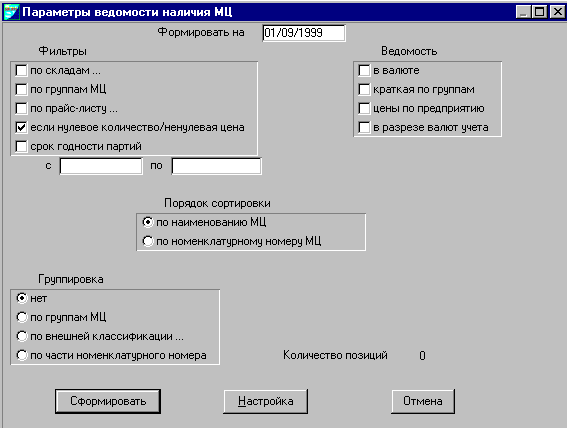 Параметры ведомости наличия МЦ
Формировать на 01/09/1999
Фильтры
по складам ...
по группам МЦ
по прайс-листу ...
если нулевое количество/ненулевая цена
срок годности партий
с по
Ведомость
в валюте
краткая по группам
цены по предприятию
в разрезе валют учета
Порядок сортировки
по наименованию МЦ
по номенклатурному номеру МЦ
Группировка
нет
по группам МЦ
по внешней классификации ...
по части номенклатурного номера
Количество позиций 0
Сформировать Настройка Отмена